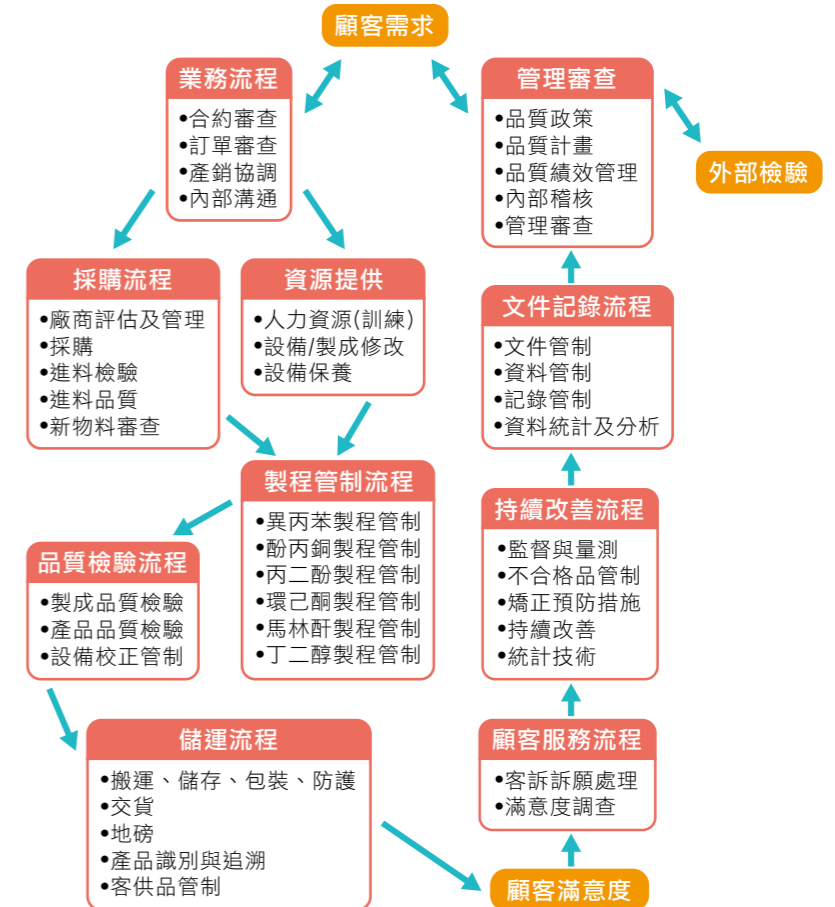 顧客需求
業務流程
•合約審查
•訂單審查
•產銷協調
•內部溝通
管理審查
•品質政策
•品質計畫
•品質績效管理
•內部稽核
•管理審查
外部檢驗
採購流程
•廠商評估及管理
•採購
•進料檢驗
•進料品質
•新物料審查
資源提供
•人力資源(訓練)
•設備/製成修改
•設備保養
文件記錄流程
•文件管制
•資料管制
•記錄管制
•資料統計及分析
製程管制流程
•異丙苯製程管制
•酚丙銅製程管制
•丙二酚製程管制
•環己酮製程管制
•馬林酐製程管制
•丁二醇製程管制
持續改善流程
•監督與量測
•不合格品管制
•矯正預防措施
•持續改善
•統計技術
品質檢驗流程
•製成品質檢驗
•產品品質檢驗
•設備校正管制
儲運流程
•搬運、儲存、包裝、防護
•交貨
•地磅
•產品識別與追溯
•客供品管制
顧客服務流程
•客訴訴願處理
•滿意度調查
顧客滿意度